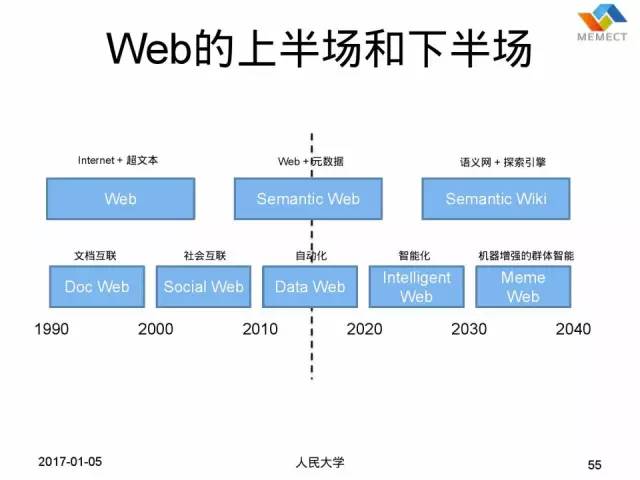 MEMECT
Web的上半场和下半场
Internet + 超文本
Web + 元数据
语义网 + 探索引擎
Web
Semantic Web
Semantic Wiki
文档互联
社会互联
自动化
智能化
机器增强的群体智能
Doc Web
Social Web
Data Web
Intelligent
Web
Meme
Web
1990
2000
2010
2020
2030
2040
2017-01-05
人民大学
55